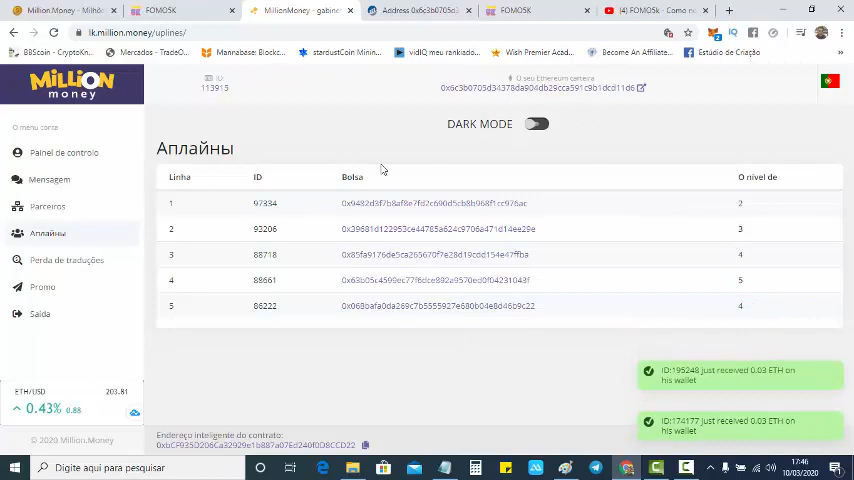 Million.Money - Milhõ
FOMO5K
MillionMoney - gabine
Address 0x6c3b0705d
FOMO5K
(4) FOMO5k - Como ne
lk.million.money/uplines/
BBScoin - CryptoKn...
Mercados - TradeO...
Mannabase: Blockc...
stardustCoin Minin...
vidIQ meu rankiado...
Wish Premier Acad...
Become An Affiliate...
Estúdio de Criação
MiLLiON
money
ID:
113915
O seu Ethereum carteira
0x6c3b0705d34378da904db29cca591c9b1dcd11d6
O menu conta
DARK MODE
Painel de controlo
Mensagem
Parceiros
Аплайны
Perda de traduções
Promo
Saída
Аплайны
Linha ID Bolsa O nível de
1 97334 0x9482d3f7b8af8e7fd2c690d5cb8b968f1cc976ac 2
2 93206 0x39681d122953ce44785a624c9706a471d14ee29e 3
3 88718 0x85fa9176de5ca265670f7e28d19cdd154e47ffba 4
4 88661 0x63b05c4599ec77f6dce892a9570ed0f04231043f 5
5 86222 0x068bafa0da269c7b5555927e680b04e8d46b9c22 4
ID:195248 just received 0.03 ETH on
his wallet
ID:174177 just received 0.03 ETH on
his wallet
ETH/USD 203.81
0.43% 0.88
© 2020 Million.Money
Endereço inteligente do contrato:
0xbCF935D206Ca32929e1b887a07Ed240f0D8CCD22
Digite aqui para pesquisar
17:46
10/03/2020